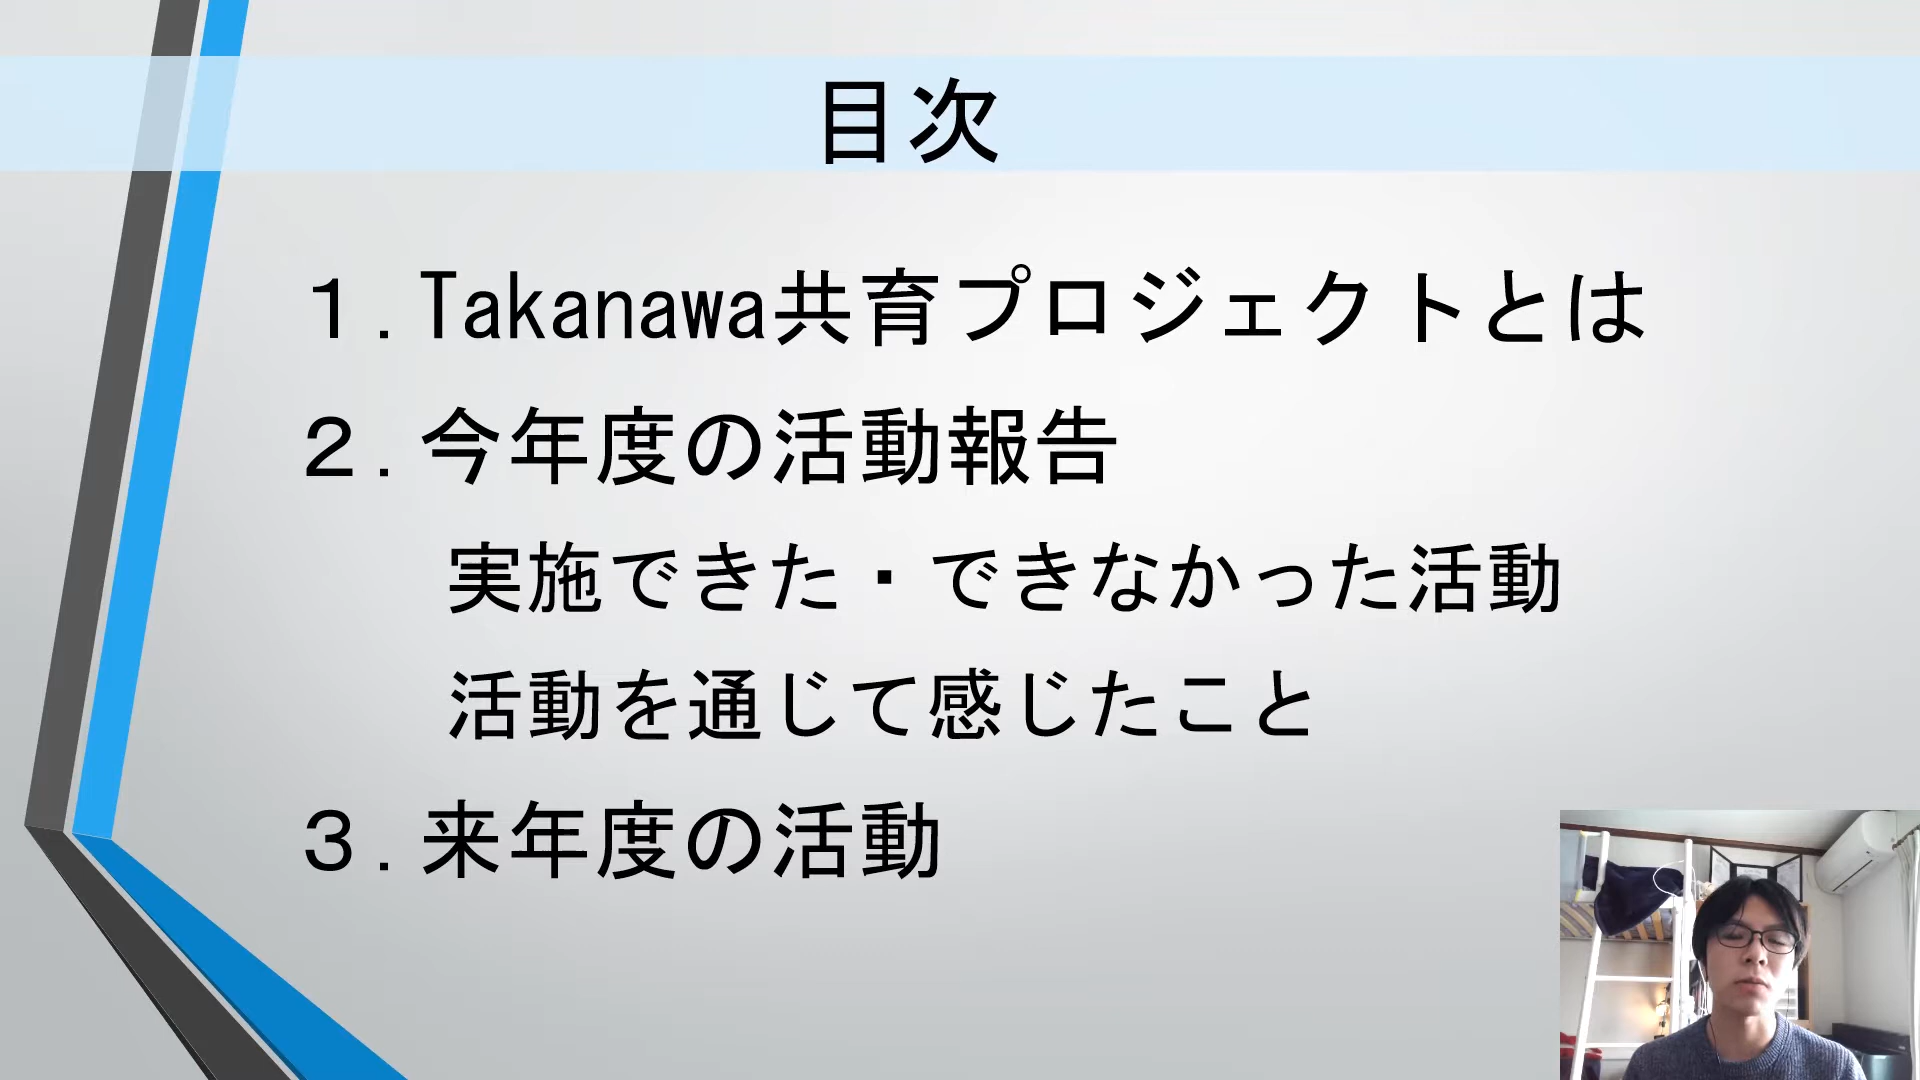 目次
１.Takanawa共育プロジェクトとは
２.今年度の活動報告
実施できた・できなかった活動
活動を通じて感じたこと
３.来年度の活動